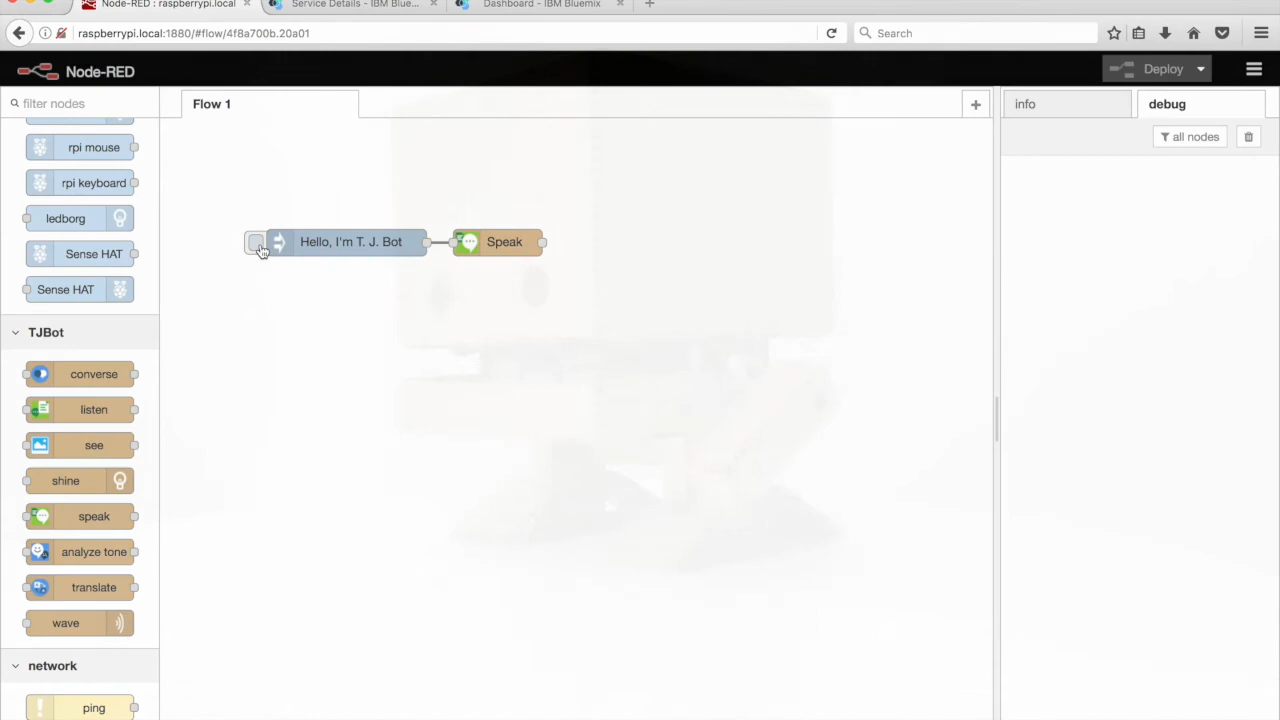 Node-RED : raspberrypi.local: × Service Details - IBM Blue... × Dashboard - IBM Bluemix × +
raspberrypi.local:1880/#flow/4f8a700b.20a01 Search
Node-RED Deploy
filter nodes Flow 1 + info debug
all nodes
rpi mouse
rpi keyboard
ledborg
Hello, I'm T. J. Bot Speak
Sense HAT
Sense HAT
TJBot
converse
listen
see
shine
speak
analyze tone
translate
wave
network
ping